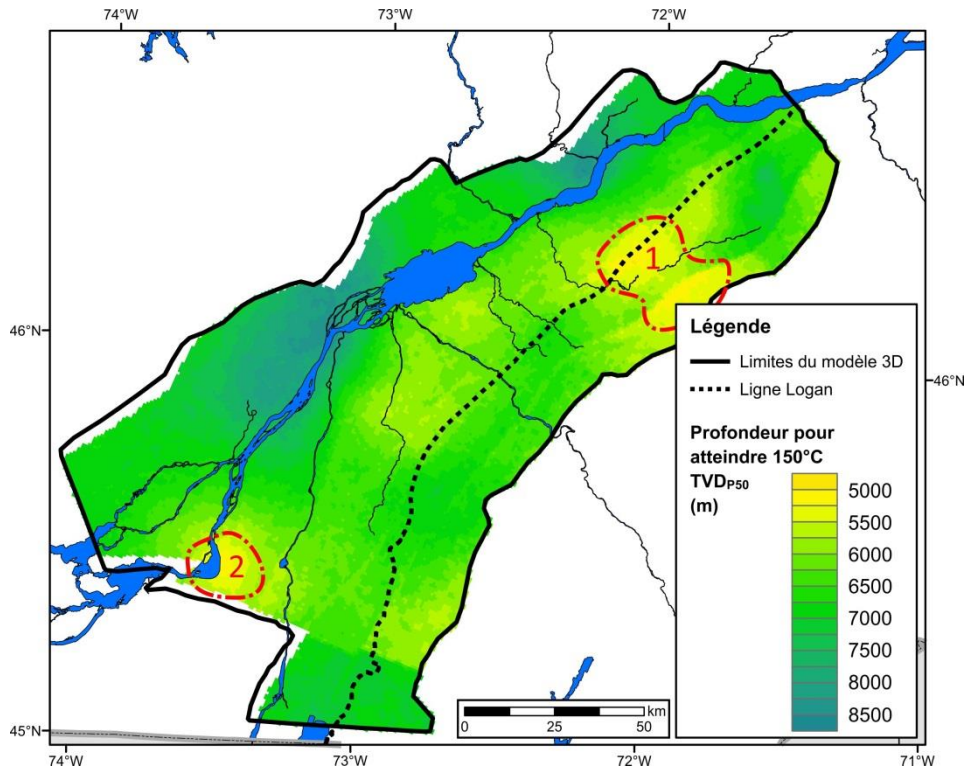 74°W 73°W 72°W
1
46°N
Légende
Limites du modèle 3D
Ligne Logan
46°N
Profondeur pour
atteindre 150°C
TVDP50
(m)
5000
5500
6000
6500
7000
7500
8000
8500
2
km
0 25 50
45°N
74°W 73°W 72°W 71°W